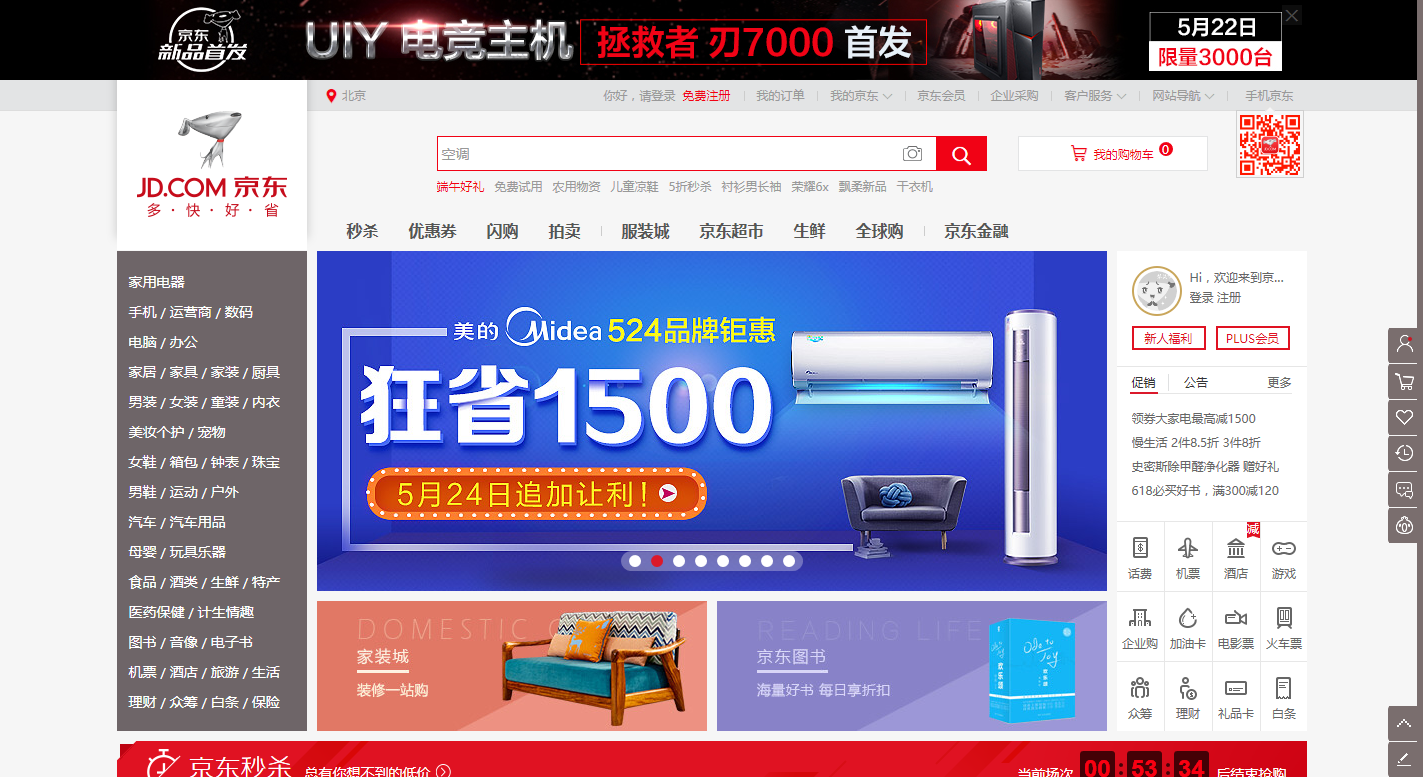 京东
新品首发
UIY 电竞主机
拯救者 刃7000 首发
5月22日
限量3000台
北京
你好，请登录 免费注册
我的订单
我的京东
京东会员
企业采购
客户服务
网站导航
手机京东
JD.COM 京东
多·快·好·省
空调
我的购物车 0
端午好礼 免费试用 农用物资 儿童凉鞋 5折秒杀 衬衫男长袖 荣耀6x 飘柔新品 干衣机
秒杀 优惠券 闪购 拍卖 服装城 京东超市 生鲜 全球购 京东金融
家用电器
手机 / 运营商 / 数码
电脑 / 办公
家居 / 家具 / 家装 / 厨具
男装 / 女装 / 童装 / 内衣
美妆个护 / 宠物
女鞋 / 箱包 / 钟表 / 珠宝
男鞋 / 运动 / 户外
汽车 / 汽车用品
母婴 / 玩具乐器
食品 / 酒类 / 生鲜 / 特产
医药保健 / 计生情趣
图书 / 音像 / 电子书
机票 / 酒店 / 旅游 / 生活
理财 / 众筹 / 白条 / 保险
美的 Midea 524品牌钜惠
狂省1500
5月24日追加让利！
Hi，欢迎来到京...
登录 注册
新人福利
PLUS会员
促销
公告
更多
领券大家电最高减1500
慢生活 2件8.5折 3件8折
史密斯除甲醛净化器 赠好礼
618必买好书，满300减120
减
话费 机票 酒店 游戏
企业购 加油卡 电影票 火车票
众筹 理财 礼品卡 白条
DOMESTIC
家装城
装修一站购
READING LIFE
京东图书
海量好书 每日享折扣
Ode to Joy
欢乐颂
京东秒杀
总有你想不到的低价
当前场次 00 : 53 : 34 后结束抢购